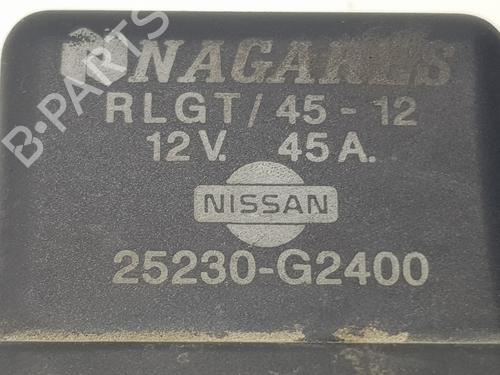 NAGARES
RLGT/45-12
12V. 45A.
NISSAN
25230-G2400
B-PARTS